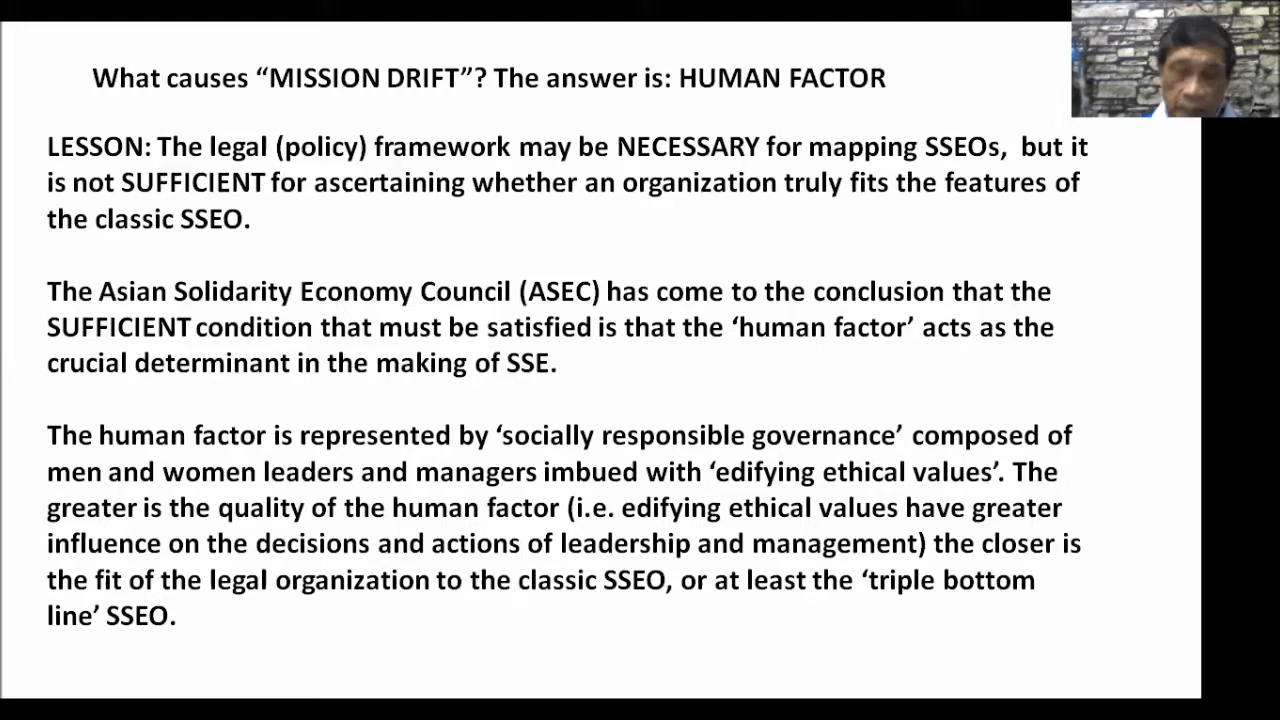 What causes “MISSION DRIFT”? The answer is: HUMAN FACTOR
LESSON: The legal (policy) framework may be NECESSARY for mapping SSEOs, but it
is not SUFFICIENT for ascertaining whether an organization truly fits the features of
the classic SSEO.
The Asian Solidarity Economy Council (ASEC) has come to the conclusion that the
SUFFICIENT condition that must be satisfied is that the ‘human factor’ acts as the
crucial determinant in the making of SSE.
The human factor is represented by ‘socially responsible governance’ composed of
men and women leaders and managers imbued with ‘edifying ethical values’. The
greater is the quality of the human factor (i.e. edifying ethical values have greater
influence on the decisions and actions of leadership and management) the closer is
the fit of the legal organization to the classic SSEO, or at least the ‘triple bottom
line’ SSEO.